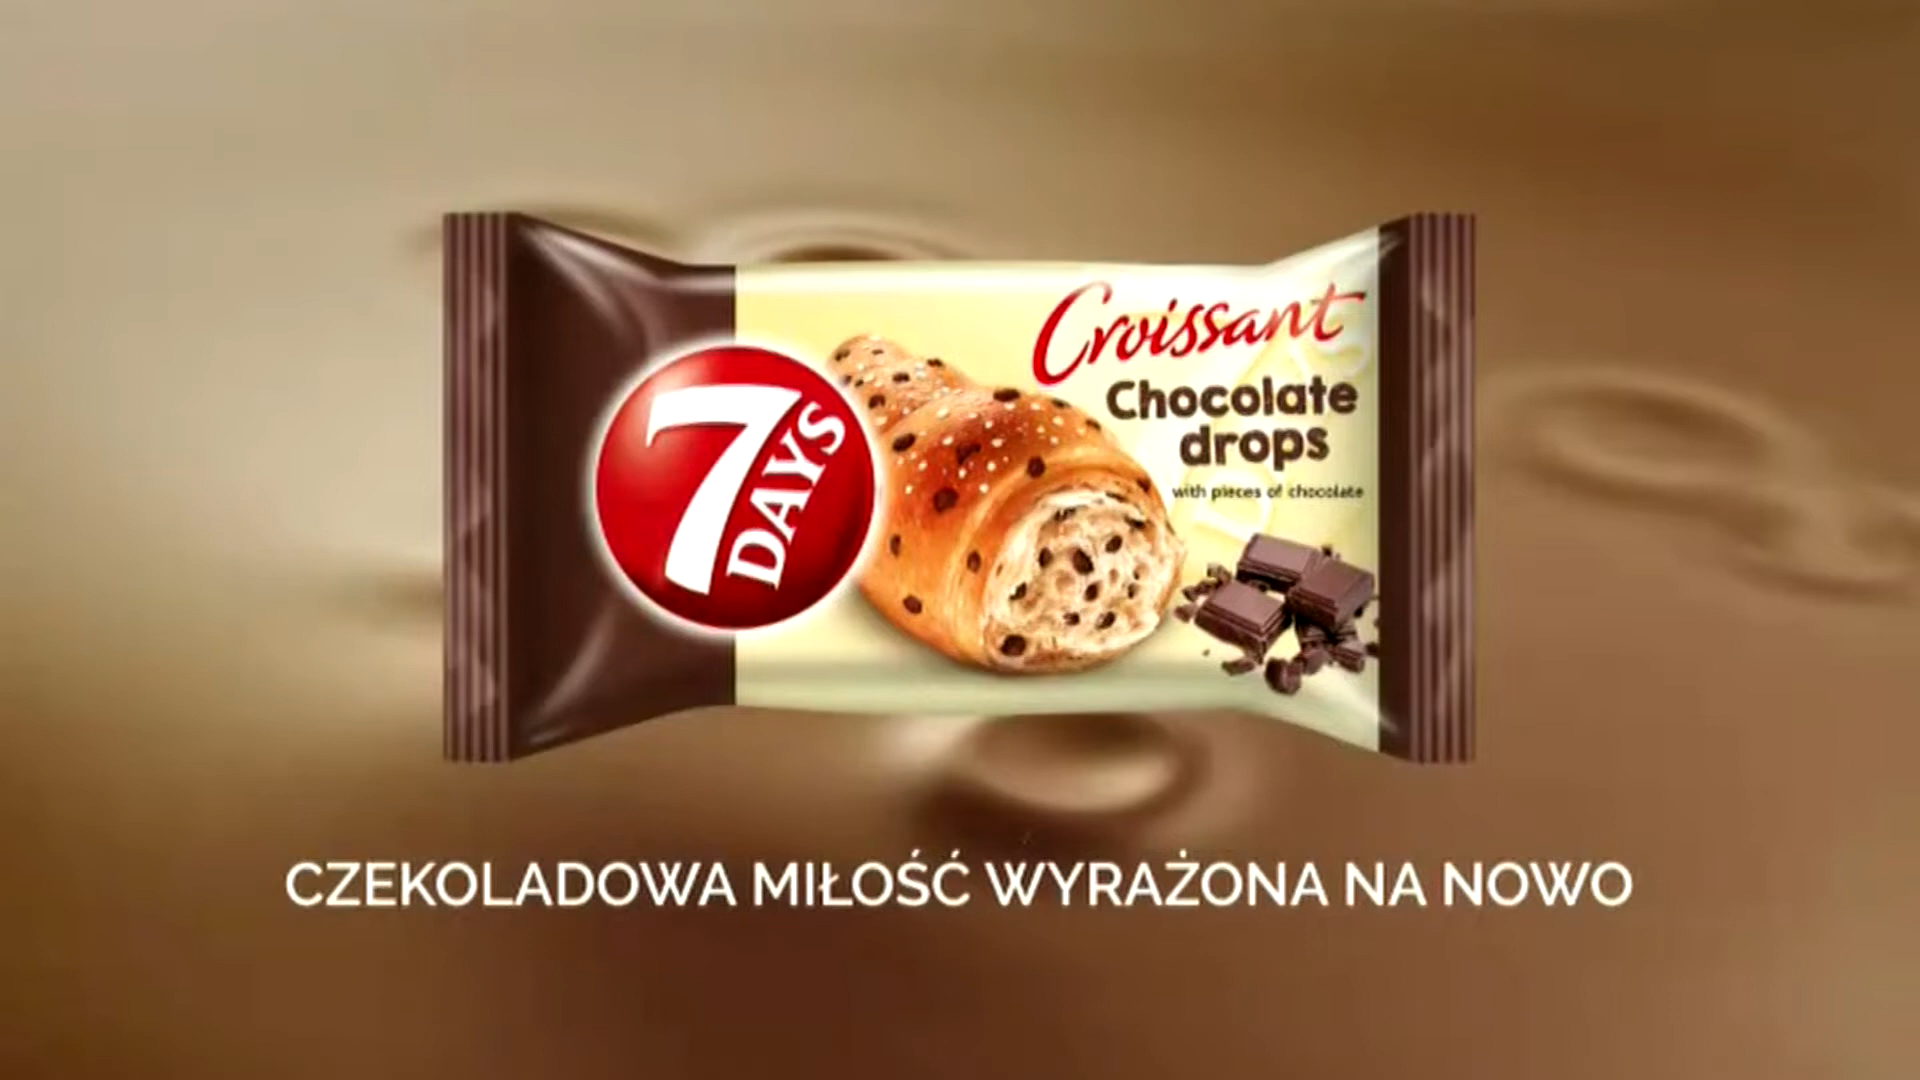 7
DAYS
Croissant
Chocolate
drops
with pieces of chocolate
CZEKOLADOWA MIŁOŚĆ WYRAŻONA NA NOWO